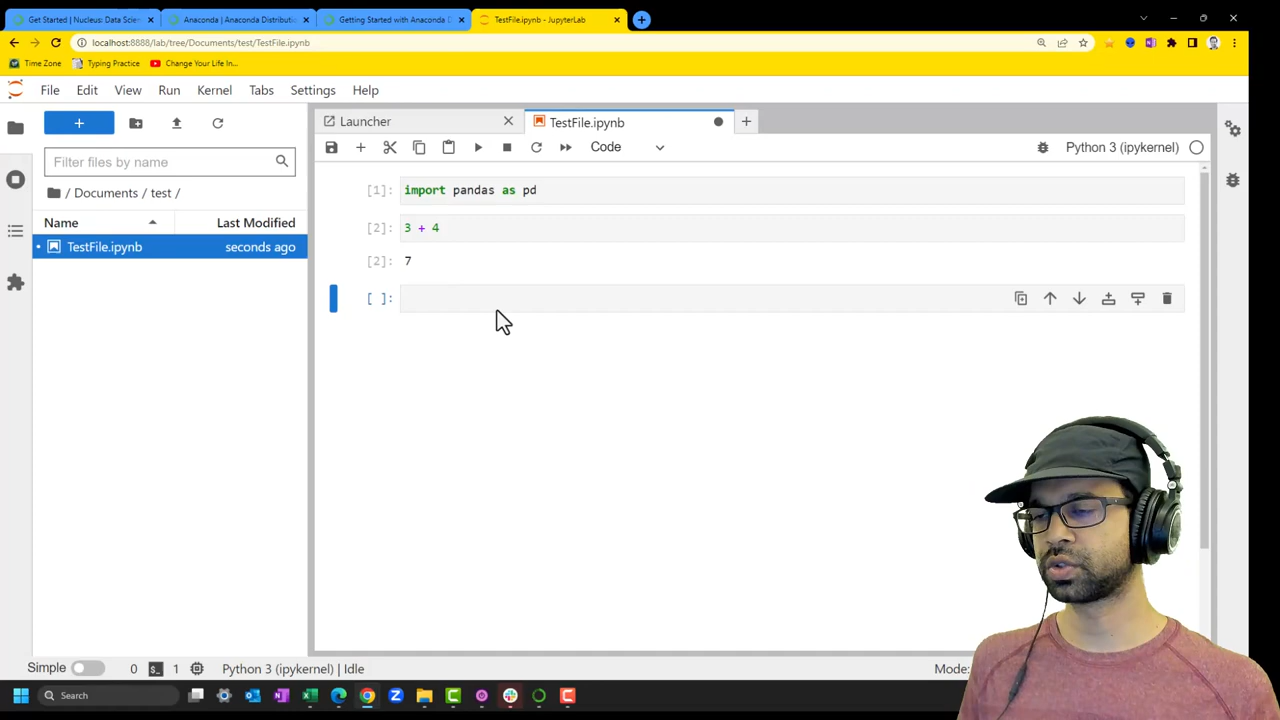 Get Started | Nucleus: Data Scien
Anaconda | Anaconda Distributio
Getting Started with Anaconda D
TestFile.ipynb - JupyterLab
localhost:8888/lab/tree/Documents/test/TestFile.ipynb
Time Zone
Typing Practice
Change Your Life In...
File Edit View Run Kernel Tabs Settings Help
Launcher
TestFile.ipynb
Code
Python 3 (ipykernel)
Filter files by name
/ Documents / test /
Name
Last Modified
TestFile.ipynb
seconds ago
[1]: import pandas as pd
[2]: 3 + 4
[2]: 7
[ ]:
Simple
0
1
Python 3 (ipykernel) | Idle
Mode:
Search